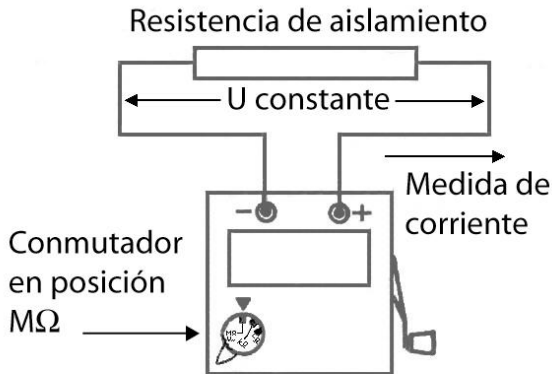 Resistencia de aislamiento
U constante
Medida de
corriente
- +
Conmutador
en posición
MΩ